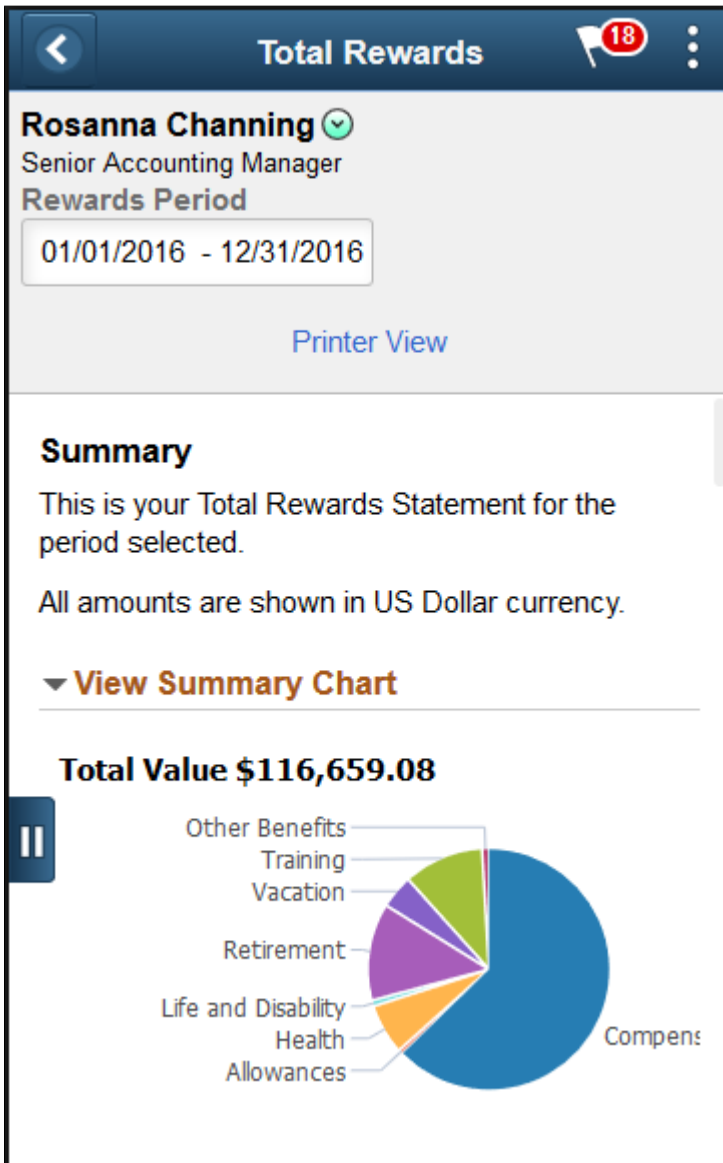 Total Rewards
18
Rosanna Channing
Senior Accounting Manager
Rewards Period
01/01/2016 - 12/31/2016
Printer View
Summary
This is your Total Rewards Statement for the
period selected.
All amounts are shown in US Dollar currency.
View Summary Chart
Total Value $116,659.08
Other Benefits
Training
Vacation
Retirement
Life and Disability
Health
Allowances
Compens